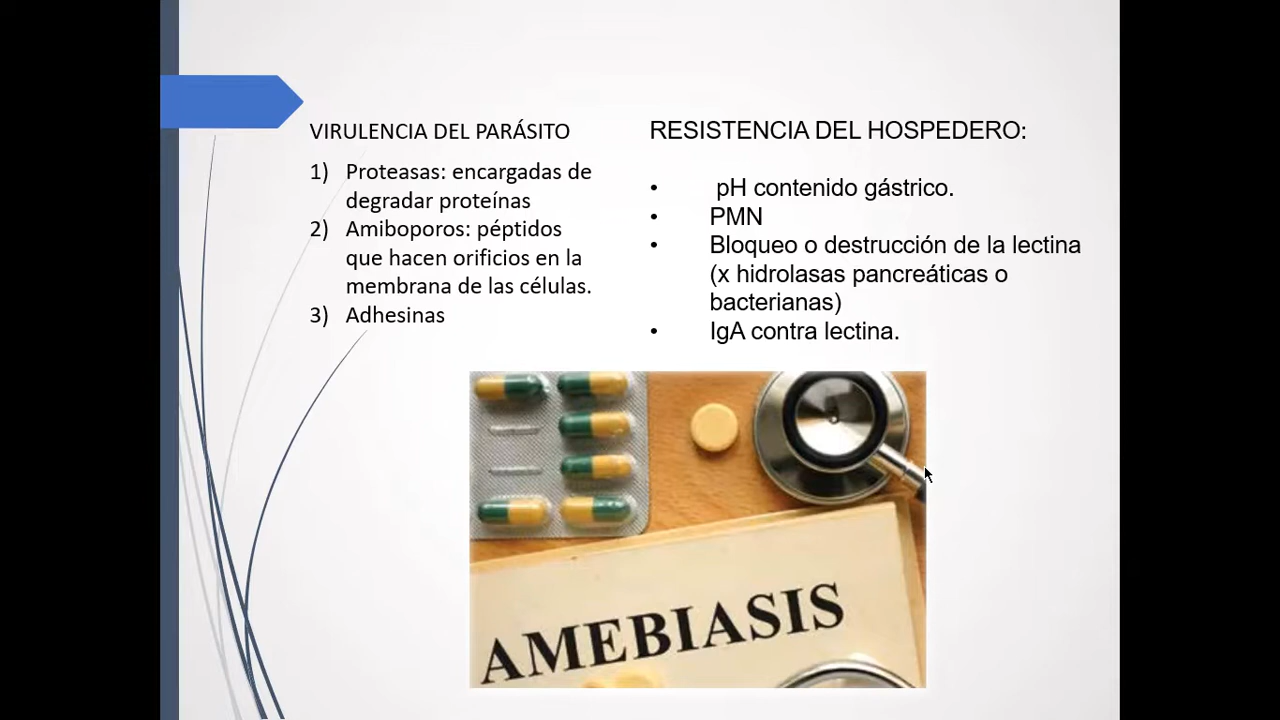 VIRULENCIA DEL PARÁSITO
1) Proteasas: encargadas de
degradar proteínas
2) Amiboporos: péptidos
que hacen orificios en la
membrana de las células.
3) Adhesinas
RESISTENCIA DEL HOSPEDERO:
• pH contenido gástrico.
• PMN
• Bloqueo o destrucción de la lectina
(x hidrolasas pancreáticas o
bacterianas)
• IgA contra lectina.
AMEBIASIS